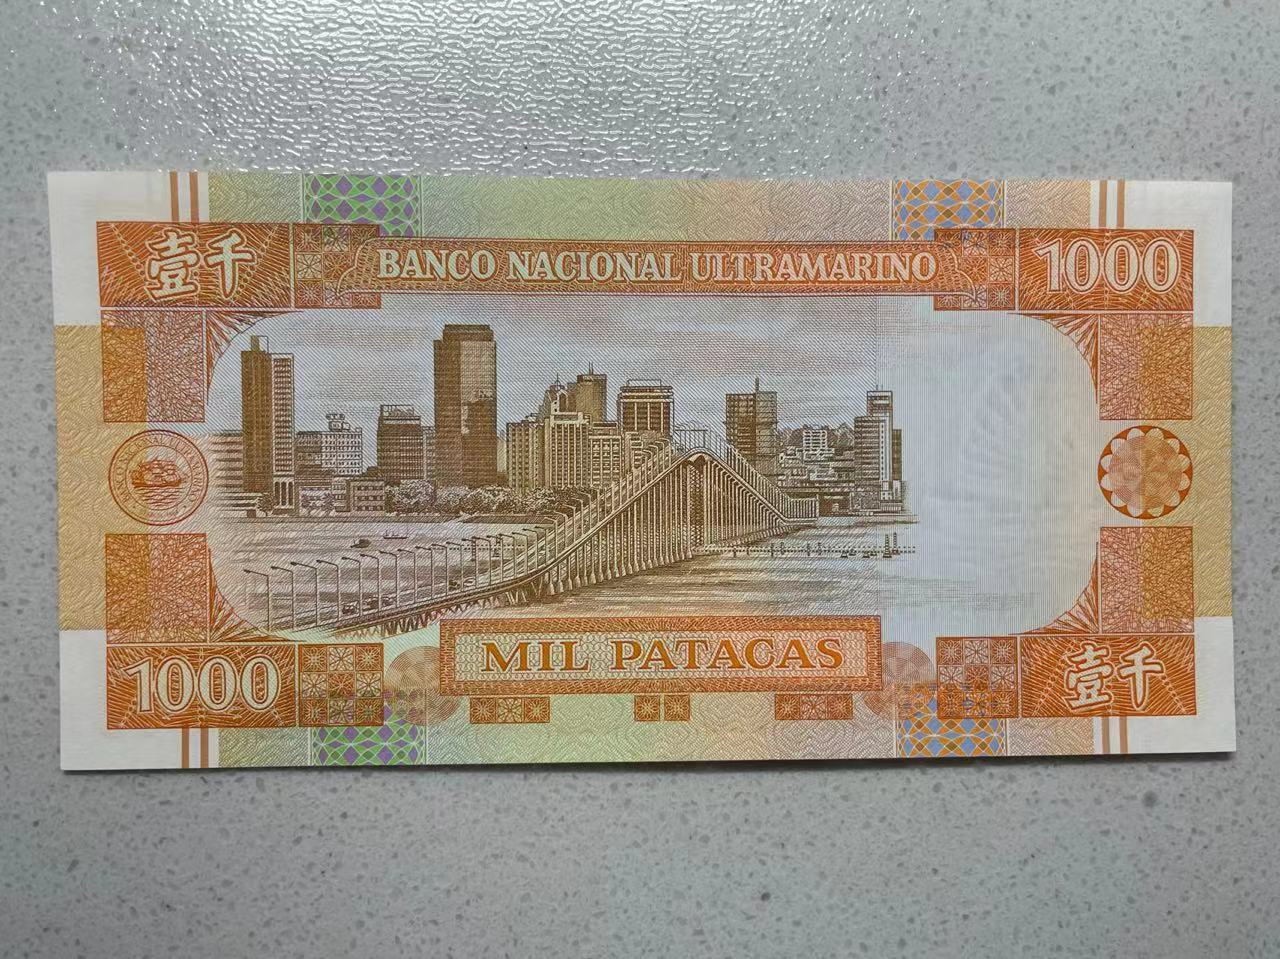 壹千
BANCO NACIONAL ULTRAMARINO
1000
1000
MIL PATACAS
壹千